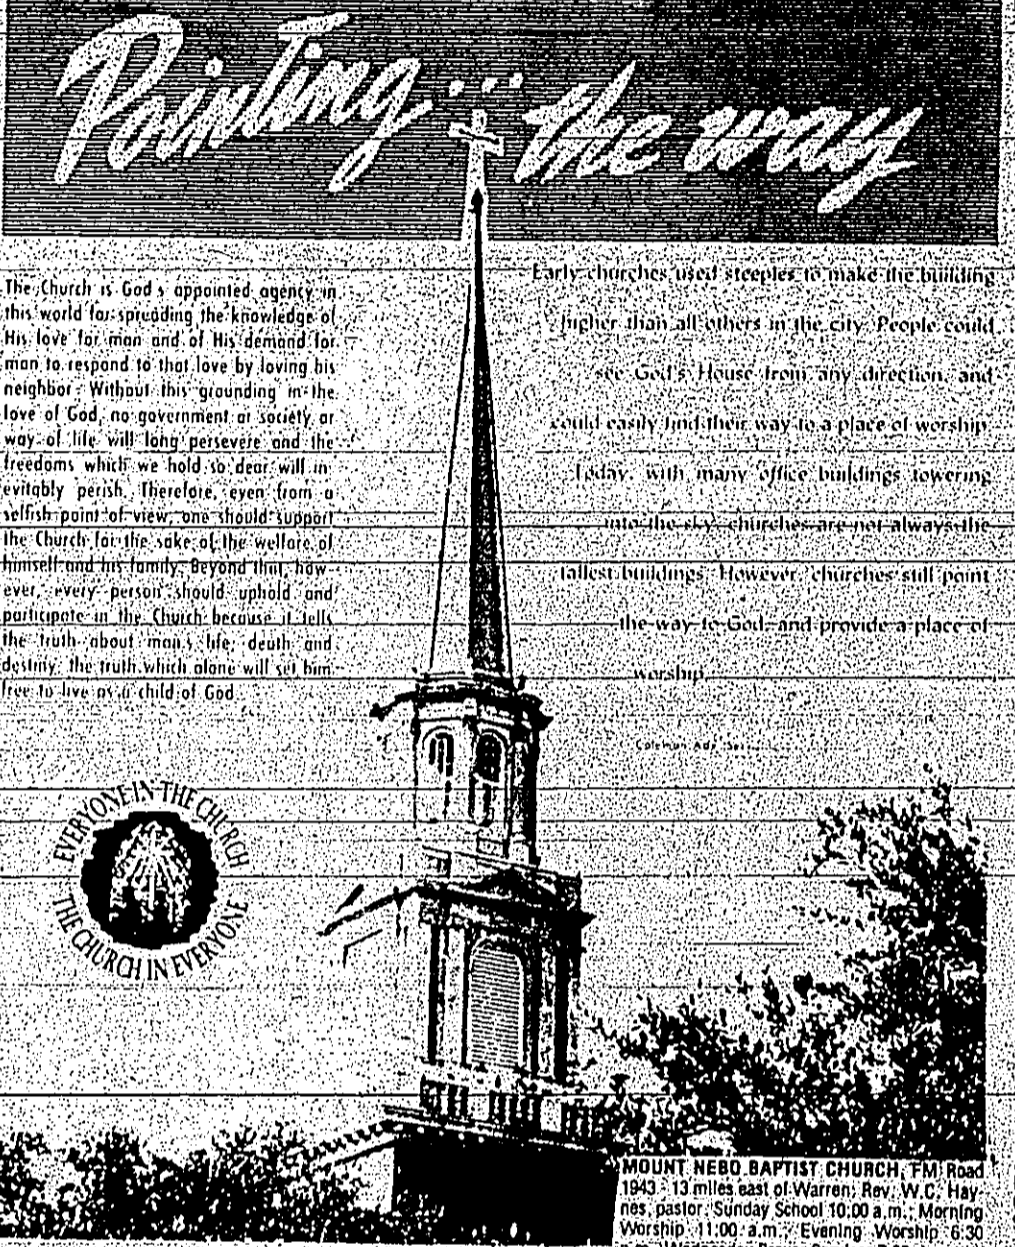 Pointing... the way
The Church is God's appointed agency in
this world for spreading the knowledge of
His love for man and of His demand for
man to respond to that love by loving his
neighbor. Without this grounding in the
love of God, no government or society or
way of life will long persevere and the
freedoms which we hold so dear will in-
evitably perish. Therefore, even from a
selfish point of view, one should support
the Church for the sake of the welfare of
himself and his family. Beyond that, how-
ever, every person should uphold and
participate in the Church because it tells
the truth about man's life, death and
destiny; the truth which alone will set him
free to live as a child of God.
Early churches used steeples to make the building
higher than all others in the city. People could
see God's House from any direction, and
could easily find their way to a place of worship.
Today, with many office buildings towering
into the sky, churches are not always the
tallest buildings. However, churches still point
the way to God, and provide a place of
worship.
Coleman Adv. Ser.
EVERYONE IN THE CHURCH
THE CHURCH IN EVERYONE
MOUNT NEBO BAPTIST CHURCH, FM Road
1943 - 13 miles east of Warren; Rev. W.C. Hay-
nes, pastor; Sunday School 10:00 a.m.; Morning
Worship 11:00 a.m.; Evening Worship 6:30